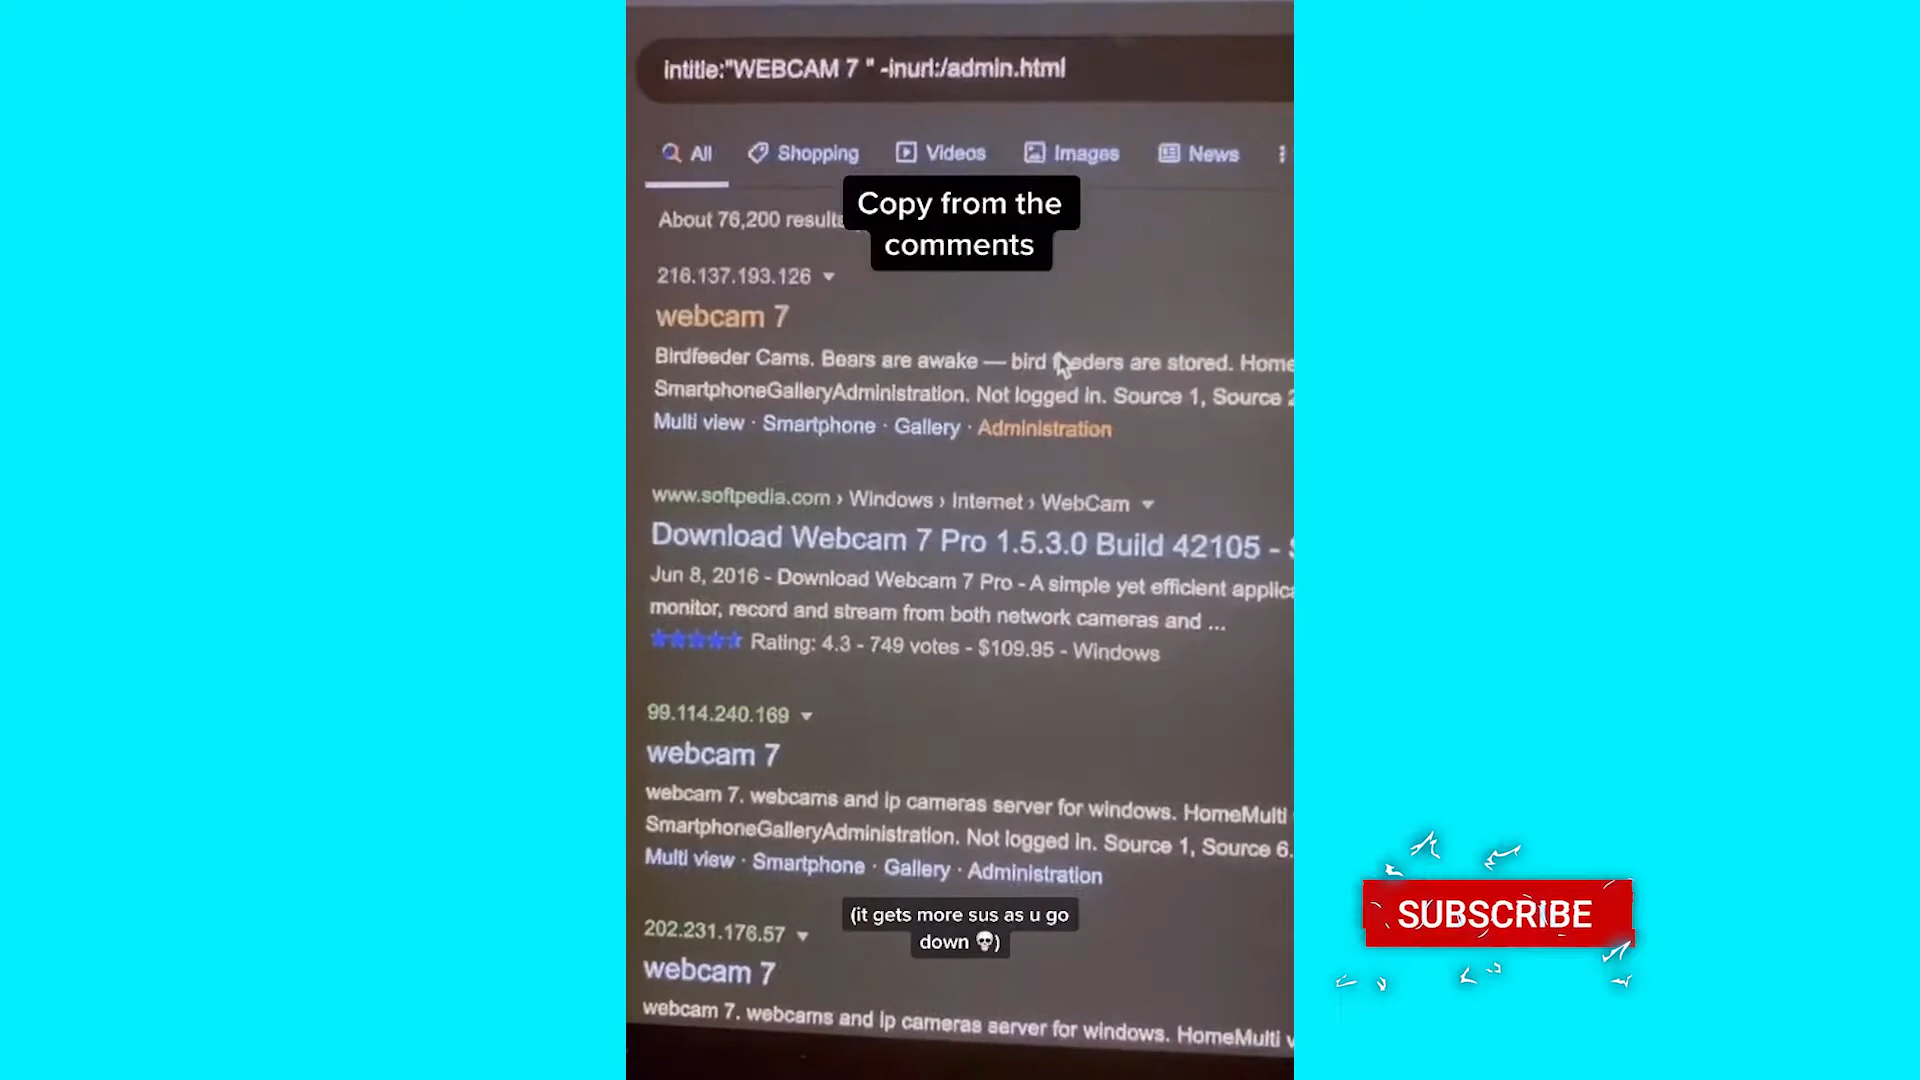 intitle:"WEBCAM 7 " -inurl:/admin.html
All Shopping Videos Images News
Copy from the
comments
About 76,200 results
216.137.193.126
webcam 7
Birdfeeder Cams. Bears are awake — bird feeders are stored. Home
SmartphoneGalleryAdministration. Not logged in. Source 1, Source 2
Multi view · Smartphone · Gallery · Administration
www.softpedia.com › Windows › Internet › WebCam
Download Webcam 7 Pro 1.5.3.0 Build 42105 - S
Jun 8, 2016 - Download Webcam 7 Pro - A simple yet efficient applica
monitor, record and stream from both network cameras and ...
Rating: 4.3 - 749 votes - $109.95 - Windows
99.114.240.169
webcam 7
webcam 7. webcams and ip cameras server for windows. HomeMulti
SmartphoneGalleryAdministration. Not logged in. Source 1, Source 6.
Multi view · Smartphone · Gallery · Administration
(it gets more sus as u go
down 💀)
202.231.176.57
webcam 7
webcam 7. webcams and ip cameras server for windows. HomeMulti v
SUBSCRIBE